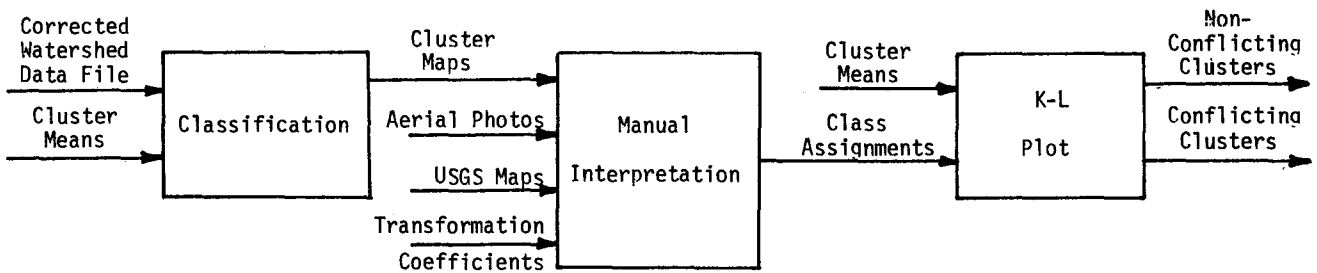 Corrected
Watershed
Data File
Cluster
Means
Classification
Cluster
Maps
Aerial Photos
USGS Maps
Transformation
Coefficients
Manual
Interpretation
Cluster
Means
Class
Assignments
K-L
Plot
Non-
Conflicting
Clusters
Conflicting
Clusters